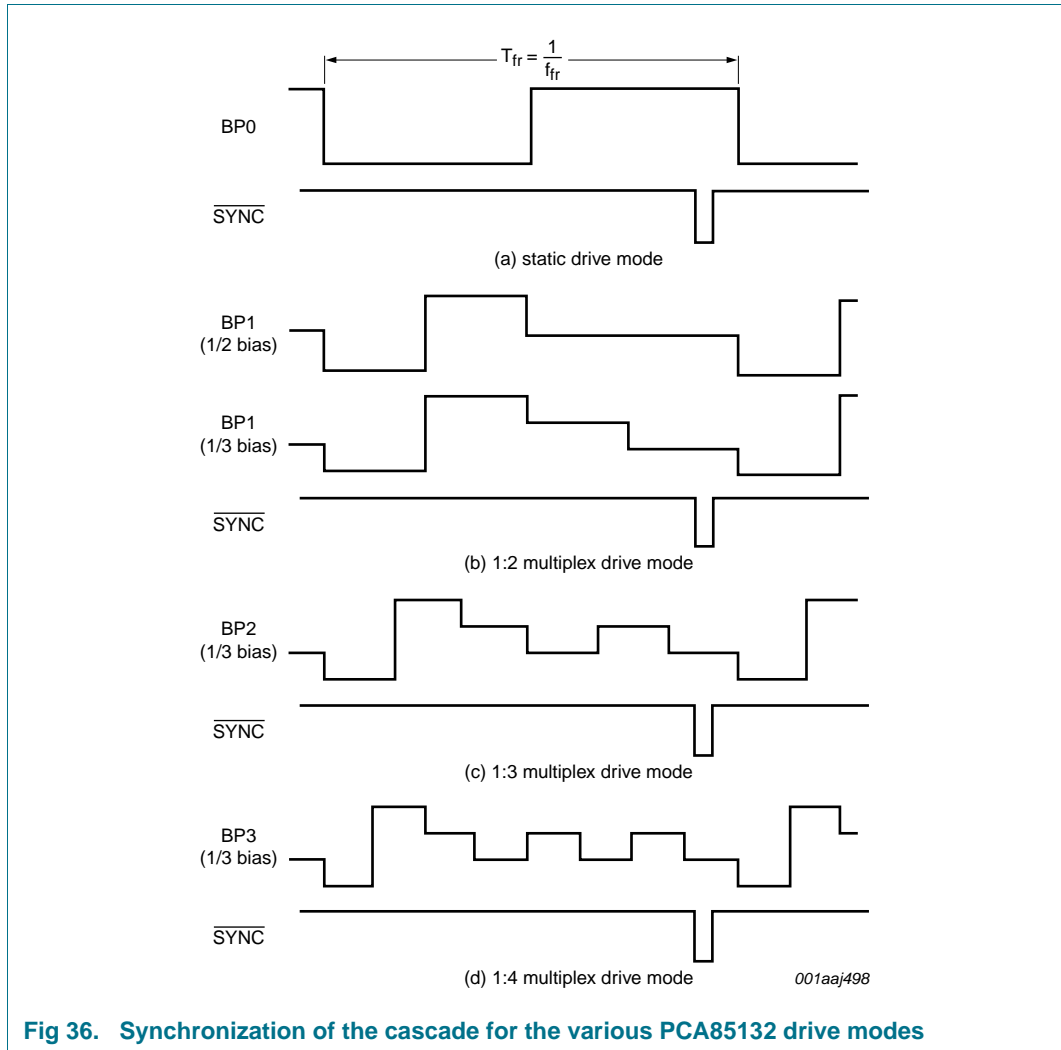 T_fr = 1/f_fr
BP0
SYNC
(a) static drive mode
BP1
(1/2 bias)
BP1
(1/3 bias)
SYNC
(b) 1:2 multiplex drive mode
BP2
(1/3 bias)
SYNC
(c) 1:3 multiplex drive mode
BP3
(1/3 bias)
SYNC
(d) 1:4 multiplex drive mode
001aaj498
Fig 36. Synchronization of the cascade for the various PCA85132 drive modes